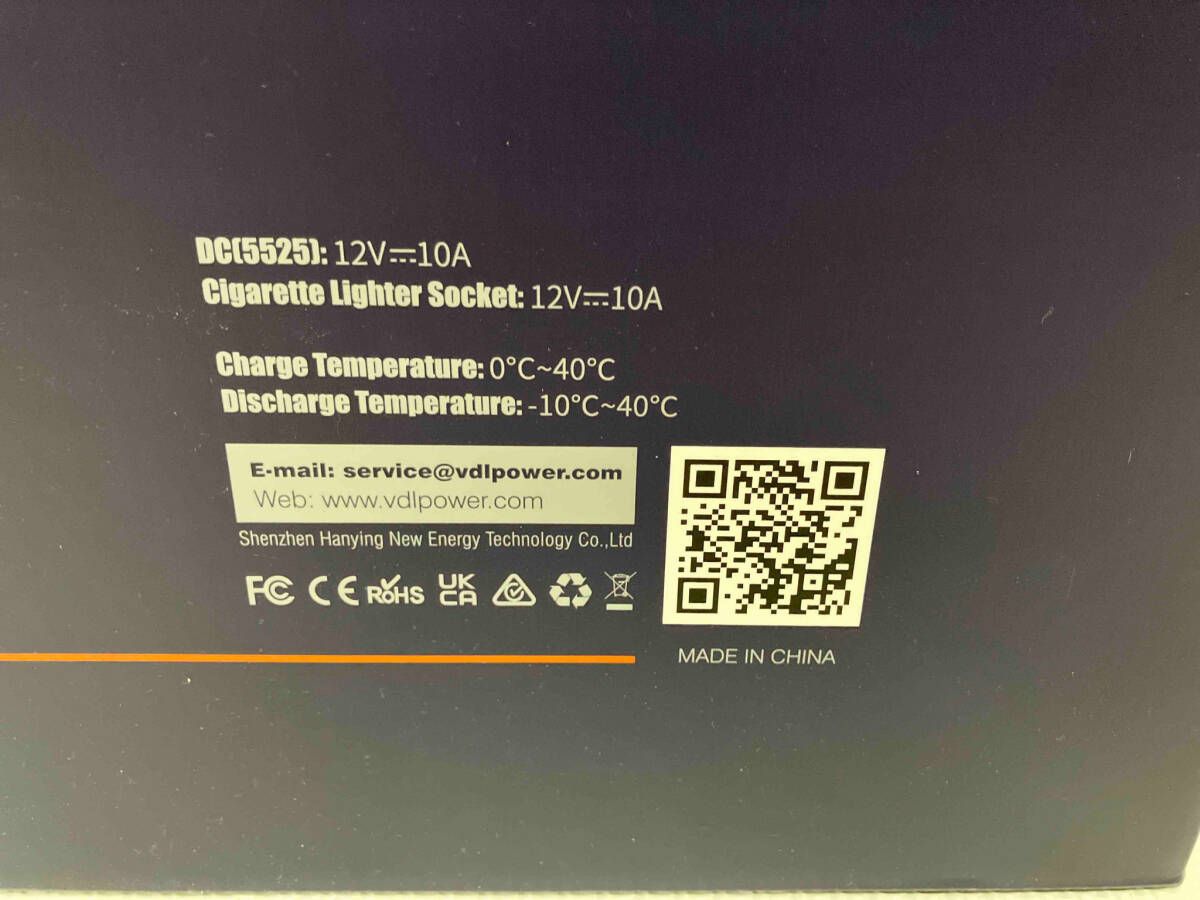 DC(5525): 12V⎓10A
Cigarette Lighter Socket: 12V⎓10A
Charge Temperature: 0°C~40°C
Discharge Temperature: -10°C~40°C
E-mail: service@vdlpower.com
Web: www.vdlpower.com
Shenzhen Hanying New Energy Technology Co.,Ltd
FC CE RoHS UK CA
MADE IN CHINA